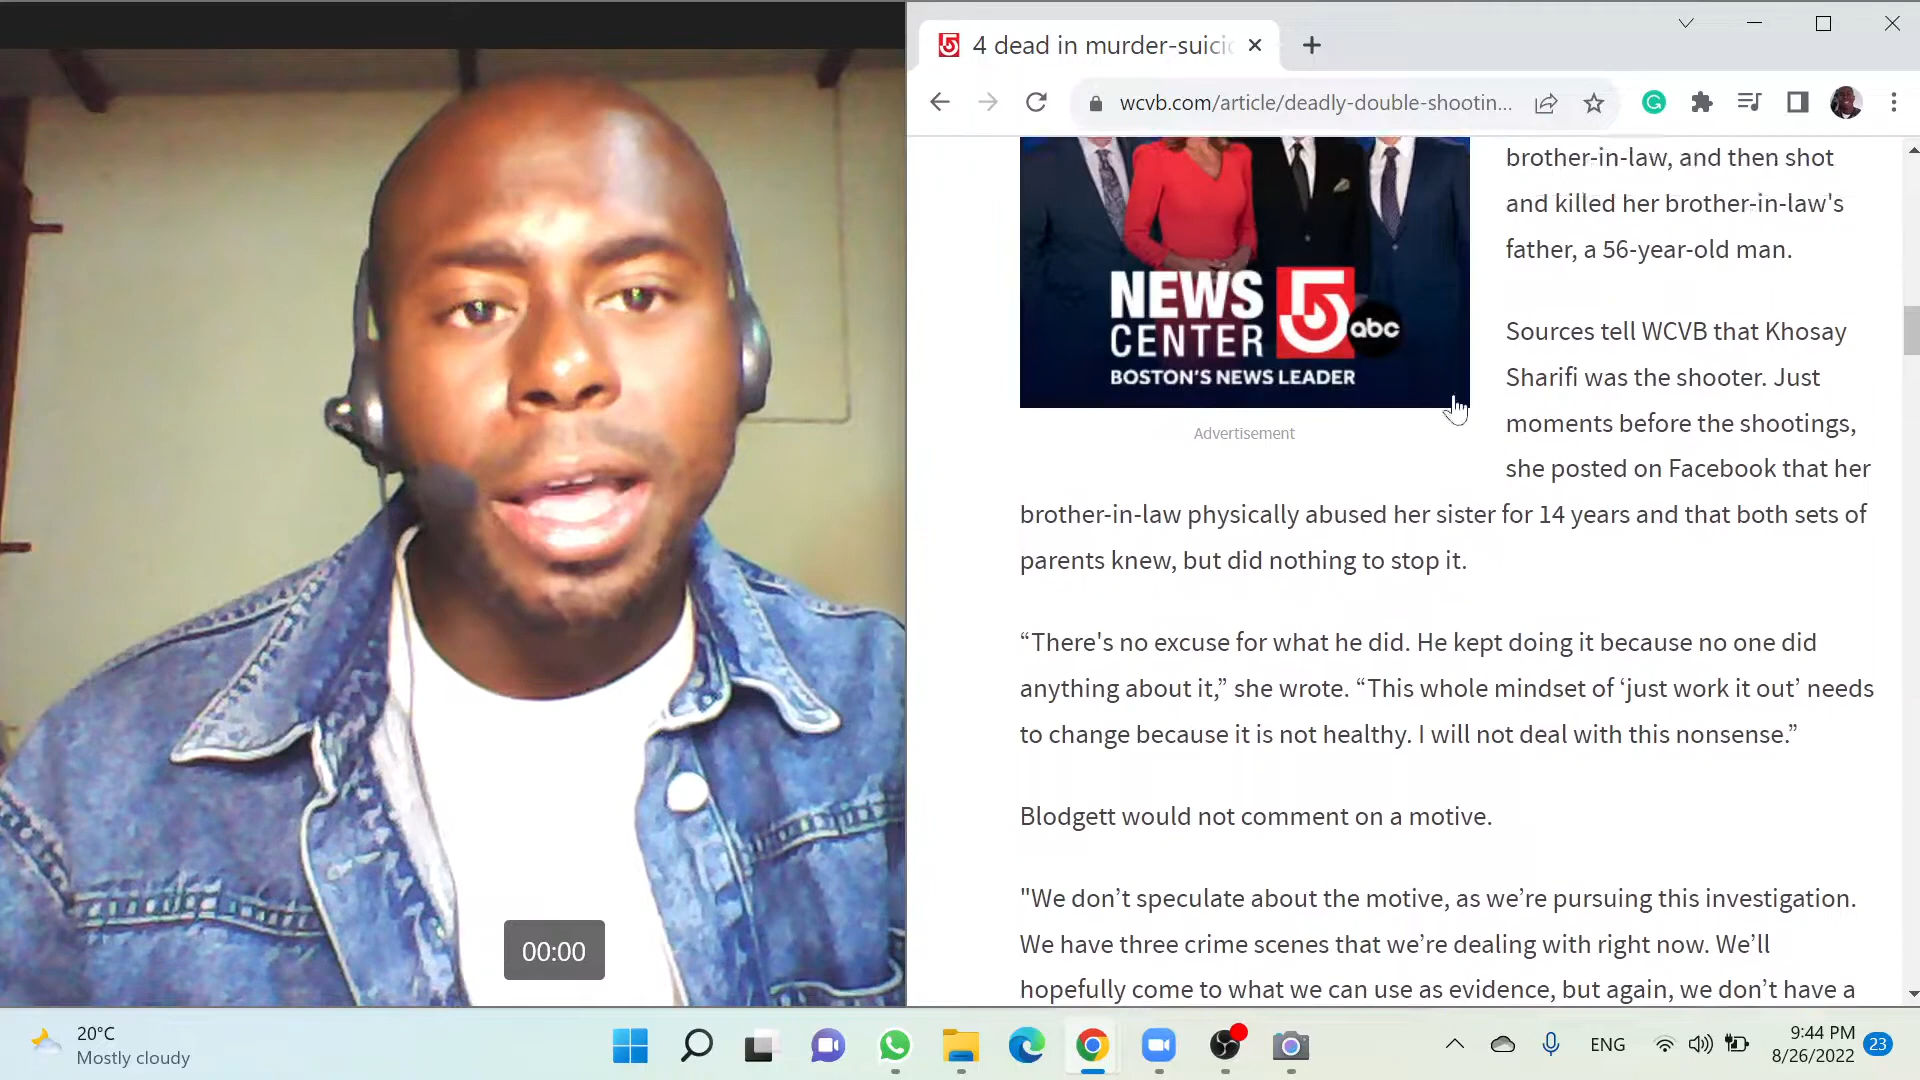 4 dead in murder-suici
wcvb.com/article/deadly-double-shootin...
NEWS
CENTER 5 abc
BOSTON'S NEWS LEADER
Advertisement
brother-in-law, and then shot
and killed her brother-in-law's
father, a 56-year-old man.
Sources tell WCVB that Khosay
Sharifi was the shooter. Just
moments before the shootings,
she posted on Facebook that her
brother-in-law physically abused her sister for 14 years and that both sets of
parents knew, but did nothing to stop it.
“There's no excuse for what he did. He kept doing it because no one did
anything about it,” she wrote. “This whole mindset of ‘just work it out’ needs
to change because it is not healthy. I will not deal with this nonsense.”
Blodgett would not comment on a motive.
"We don’t speculate about the motive, as we’re pursuing this investigation.
We have three crime scenes that we’re dealing with right now. We’ll
hopefully come to what we can use as evidence, but again, we don’t have a
00:00
20°C
Mostly cloudy
ENG
9:44 PM
8/26/2022
23